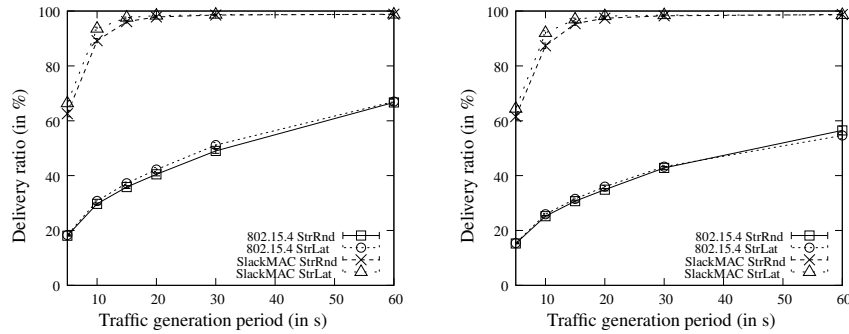 100
80
60
40
20
0
10 20 30 40 50 60
Delivery ratio (in %)
Traffic generation period (in s)
802.15.4 StrRnd
802.15.4 StrLat
SlackMAC StrRnd
SlackMAC StrLat
100
80
60
40
20
0
10 20 30 40 50 60
Delivery ratio (in %)
Traffic generation period (in s)
802.15.4 StrRnd
802.15.4 StrLat
SlackMAC StrRnd
SlackMAC StrLat